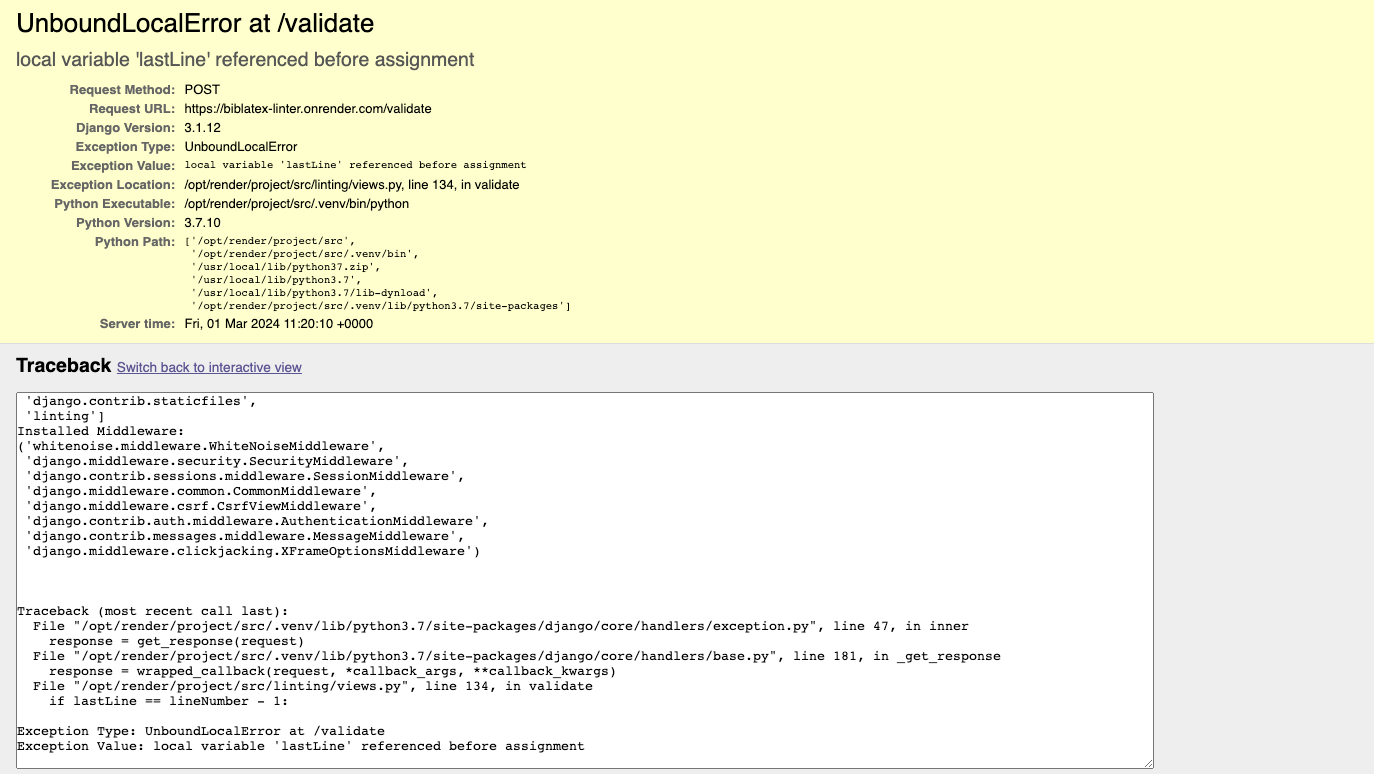 UnboundLocalError at /validate
local variable 'lastLine' referenced before assignment
Request Method: POST
Request URL: https://biblatex-linter.onrender.com/validate
Django Version: 3.1.12
Exception Type: UnboundLocalError
Exception Value: local variable 'lastLine' referenced before assignment
Exception Location: /opt/render/project/src/linting/views.py, line 134, in validate
Python Executable: /opt/render/project/src/.venv/bin/python
Python Version: 3.7.10
Python Path: ['/opt/render/project/src',
'/opt/render/project/src/.venv/bin',
'/usr/local/lib/python37.zip',
'/usr/local/lib/python3.7',
'/usr/local/lib/python3.7/lib-dynload',
'/opt/render/project/src/.venv/lib/python3.7/site-packages']
Server time: Fri, 01 Mar 2024 11:20:10 +0000
Traceback Switch back to interactive view
'django.contrib.staticfiles',
'linting']
Installed Middleware:
('whitenoise.middleware.WhiteNoiseMiddleware',
'django.middleware.security.SecurityMiddleware',
'django.contrib.sessions.middleware.SessionMiddleware',
'django.middleware.common.CommonMiddleware',
'django.middleware.csrf.CsrfViewMiddleware',
'django.contrib.auth.middleware.AuthenticationMiddleware',
'django.contrib.messages.middleware.MessageMiddleware',
'django.middleware.clickjacking.XFrameOptionsMiddleware')
Traceback (most recent call last):
File "/opt/render/project/src/.venv/lib/python3.7/site-packages/django/core/handlers/exception.py", line 47, in inner
response = get_response(request)
File "/opt/render/project/src/.venv/lib/python3.7/site-packages/django/core/handlers/base.py", line 181, in _get_response
response = wrapped_callback(request, *callback_args, **callback_kwargs)
File "/opt/render/project/src/linting/views.py", line 134, in validate
if lastLine == lineNumber - 1:
Exception Type: UnboundLocalError at /validate
Exception Value: local variable 'lastLine' referenced before assignment